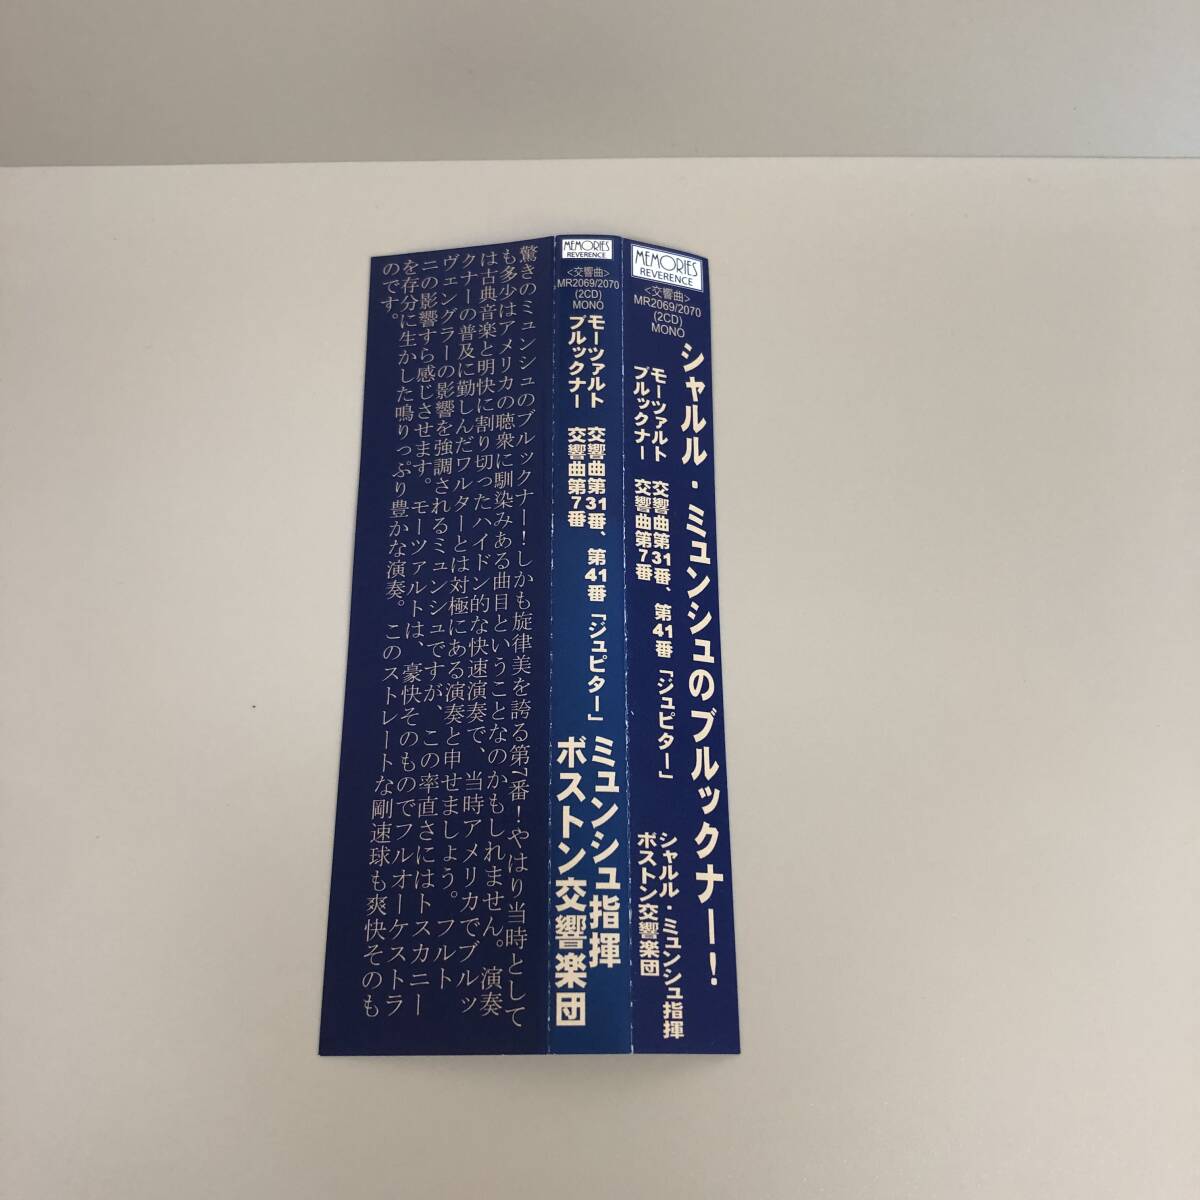 MEMORIES
REVERENCE
<交響曲>
MR2069/2070
(2CD)
MONO
シャルル・ミュンシュのブルックナー!
モーツァルト 交響曲第31番、第41番「ジュピター」
ブルックナー 交響曲第7番
シャルル・ミュンシュ指揮
ボストン交響楽団
MEMORIES
REVERENCE
<交響曲>
MR2069/2070
(2CD)
MONO
モーツァルト 交響曲第31番、第41番「ジュピター」
ブルックナー 交響曲第7番
ミュンシュ指揮
ボストン交響楽団
驚きのミュンシュのブルックナー!しかも旋律美を誇る第7番!やはり当時として
も多少はアメリカの聴衆に馴染みある曲目ということなのかもしれません。演奏
は古典音楽と明快に割り切ったハイドン的な快速演奏で、当時アメリカでブルッ
クナーの普及に勤しんだワルターとは対極にある演奏と申せましょう。フルト
ヴェングラーの影響を強調されるミュンシュですが、この率直さにはトスカニー
ニの影響すら感じさせます。モーツァルトは、豪快そのものでフルオーケストラ
を存分に生かした鳴りっぷり豊かな演奏。このストレートな剛速球も爽快そのも
のです。